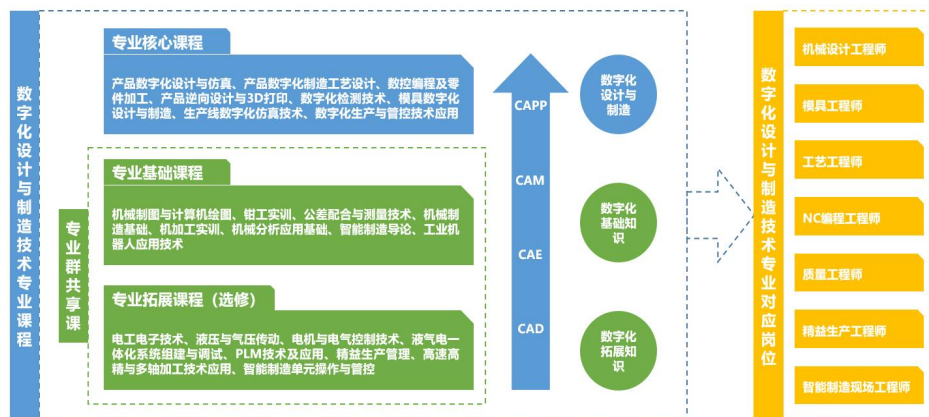 数字化设计与制造技术专业课程
专业核心课程
产品数字化设计与仿真、产品数字化制造工艺设计、数控编程及零
件加工、产品逆向设计与3D打印、数字化检测技术、模具数字化
设计与制造、生产线数字化仿真技术、数字化生产与管控技术应用
专业群共享课
专业基础课程
机械制图与计算机绘图、钳工实训、公差配合与测量技术、机械制
造基础、机加工实训、机械分析应用基础、智能制造导论、工业机
器人应用技术
专业拓展课程（选修）
电工电子技术、液压与气压传动、电机与电气控制技术、液气电一
体化系统组建与调试、PLM技术及应用、精益生产管理、高速高
精与多轴加工技术应用、智能制造单元操作与管控
CAPP
CAM
CAE
CAD
数字化
设计与
制造
数字化
基础知
识
数字化
拓展知
识
数字化设计与制造技术专业对应岗位
机械设计工程师
模具工程师
工艺工程师
NC编程工程师
质量工程师
精益生产工程师
智能制造现场工程师